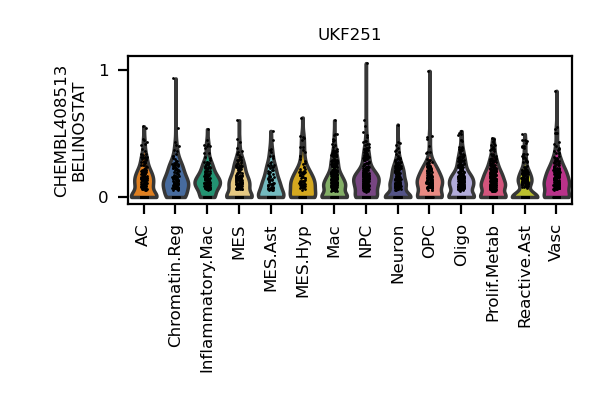 UKF251
CHEMBL408513
BELINOSTAT
1
0
AC
Chromatin.Reg
Inflammatory.Mac
MES
MES.Ast
MES.Hyp
Mac
NPC
Neuron
OPC
Oligo
Prolif.Metab
Reactive.Ast
Vasc